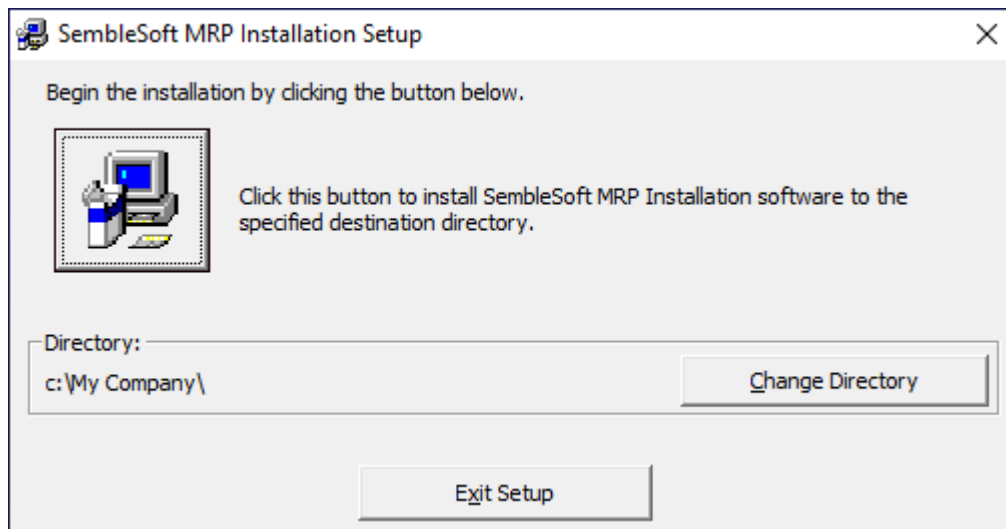 SembleSoft MRP Installation Setup
Begin the installation by clicking the button below.
Click this button to install SembleSoft MRP Installation software to the
specified destination directory.
Directory:
c:\My Company\
Change Directory
Exit Setup